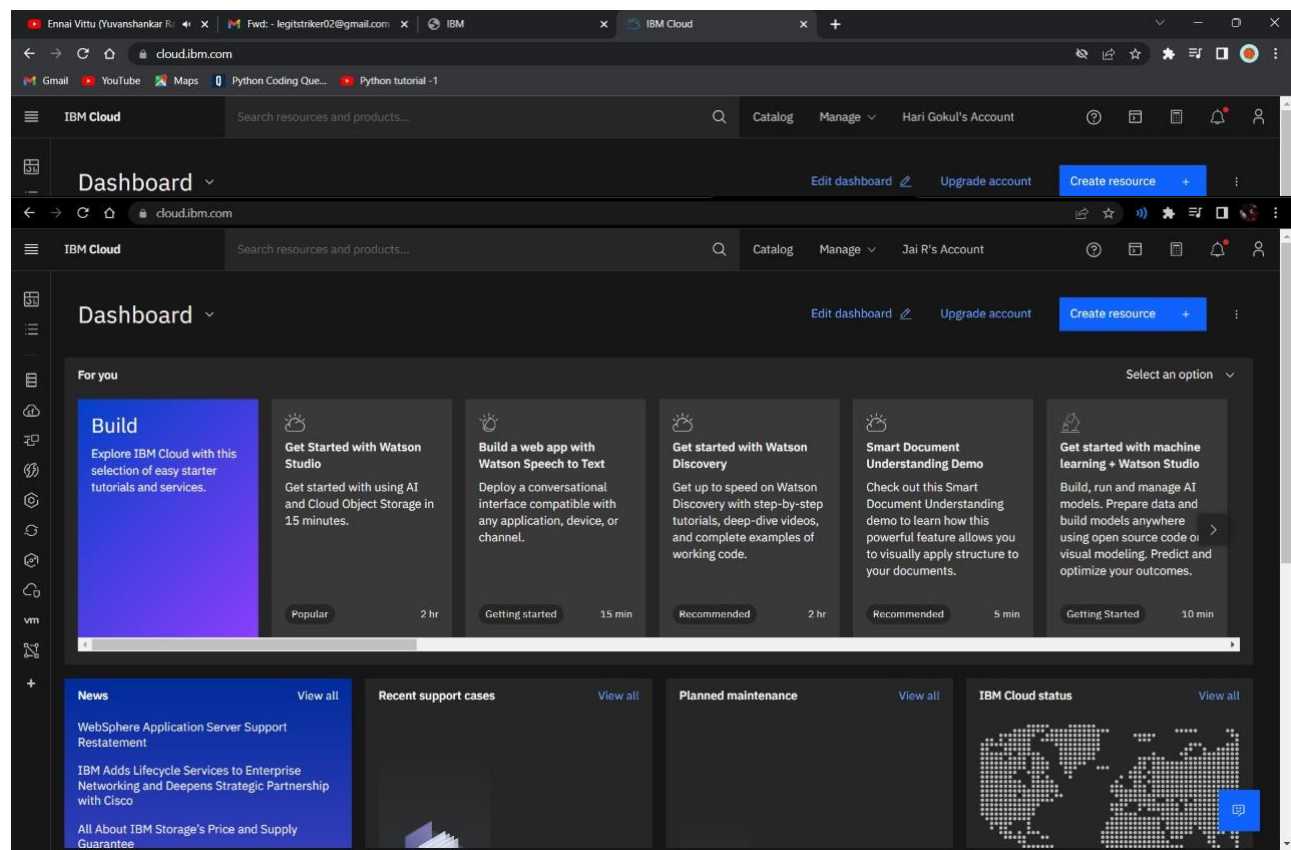 Ennai Vittu (Yuvanshankar Ra
Fwd: - legitstriker02@gmail.com
IBM
IBM Cloud
cloud.ibm.com
Gmail YouTube Maps Python Coding Que... Python tutorial -1
IBM Cloud Search resources and products... Catalog Manage Hari Gokul's Account
Dashboard Edit dashboard Upgrade account Create resource +
cloud.ibm.com
IBM Cloud Search resources and products... Catalog Manage Jai R's Account
Dashboard Edit dashboard Upgrade account Create resource +
For you Select an option
Build
Explore IBM Cloud with this
selection of easy starter
tutorials and services.
Get Started with Watson
Studio
Get started with using AI
and Cloud Object Storage in
15 minutes.
Popular 2 hr
Build a web app with
Watson Speech to Text
Deploy a conversational
interface compatible with
any application, device, or
channel.
Getting started 15 min
Get started with Watson
Discovery
Get up to speed on Watson
Discovery with step-by-step
tutorials, deep-dive videos,
and complete examples of
working code.
Recommended 2 hr
Smart Document
Understanding Demo
Check out this Smart
Document Understanding
demo to learn how this
powerful feature allows you
to visually apply structure to
your documents.
Recommended 5 min
Get started with machine
learning + Watson Studio
Build, run and manage AI
models. Prepare data and
build models anywhere
using open source code or
visual modeling. Predict and
optimize your outcomes.
Getting Started 10 min
vm
News View all
WebSphere Application Server Support
Restatement
IBM Adds Lifecycle Services to Enterprise
Networking and Deepens Strategic Partnership
with Cisco
All About IBM Storage's Price and Supply
Guarantee
Recent support cases View all
Planned maintenance View all
IBM Cloud status View all